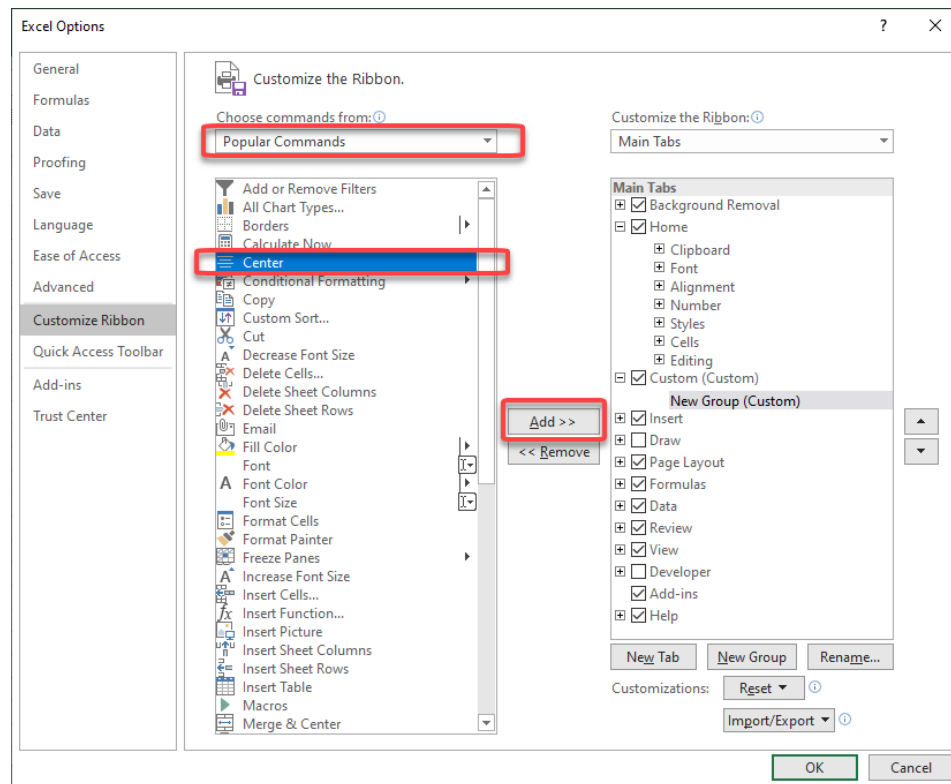 Excel Options
?
General
Formulas
Data
Proofing
Save
Language
Ease of Access
Advanced
Customize Ribbon
Quick Access Toolbar
Add-ins
Trust Center
Customize the Ribbon.
Choose commands from:
Popular Commands
Add or Remove Filters
All Chart Types...
Borders
Calculate Now
Center
Conditional Formatting
Copy
Custom Sort...
Cut
Decrease Font Size
Delete Cells...
Delete Sheet Columns
Delete Sheet Rows
Email
Fill Color
Font
Font Color
Font Size
Format Cells
Format Painter
Freeze Panes
Increase Font Size
Insert Cells...
Insert Function...
Insert Picture
Insert Sheet Columns
Insert Sheet Rows
Insert Table
Macros
Merge & Center
Add >>
<< Remove
Customize the Ribbon:
Main Tabs
Main Tabs
Background Removal
Home
Clipboard
Font
Alignment
Number
Styles
Cells
Editing
Custom (Custom)
New Group (Custom)
Insert
Draw
Page Layout
Formulas
Data
Review
View
Developer
Add-ins
Help
New Tab New Group Rename...
Customizations: Reset
Import/Export
OK Cancel